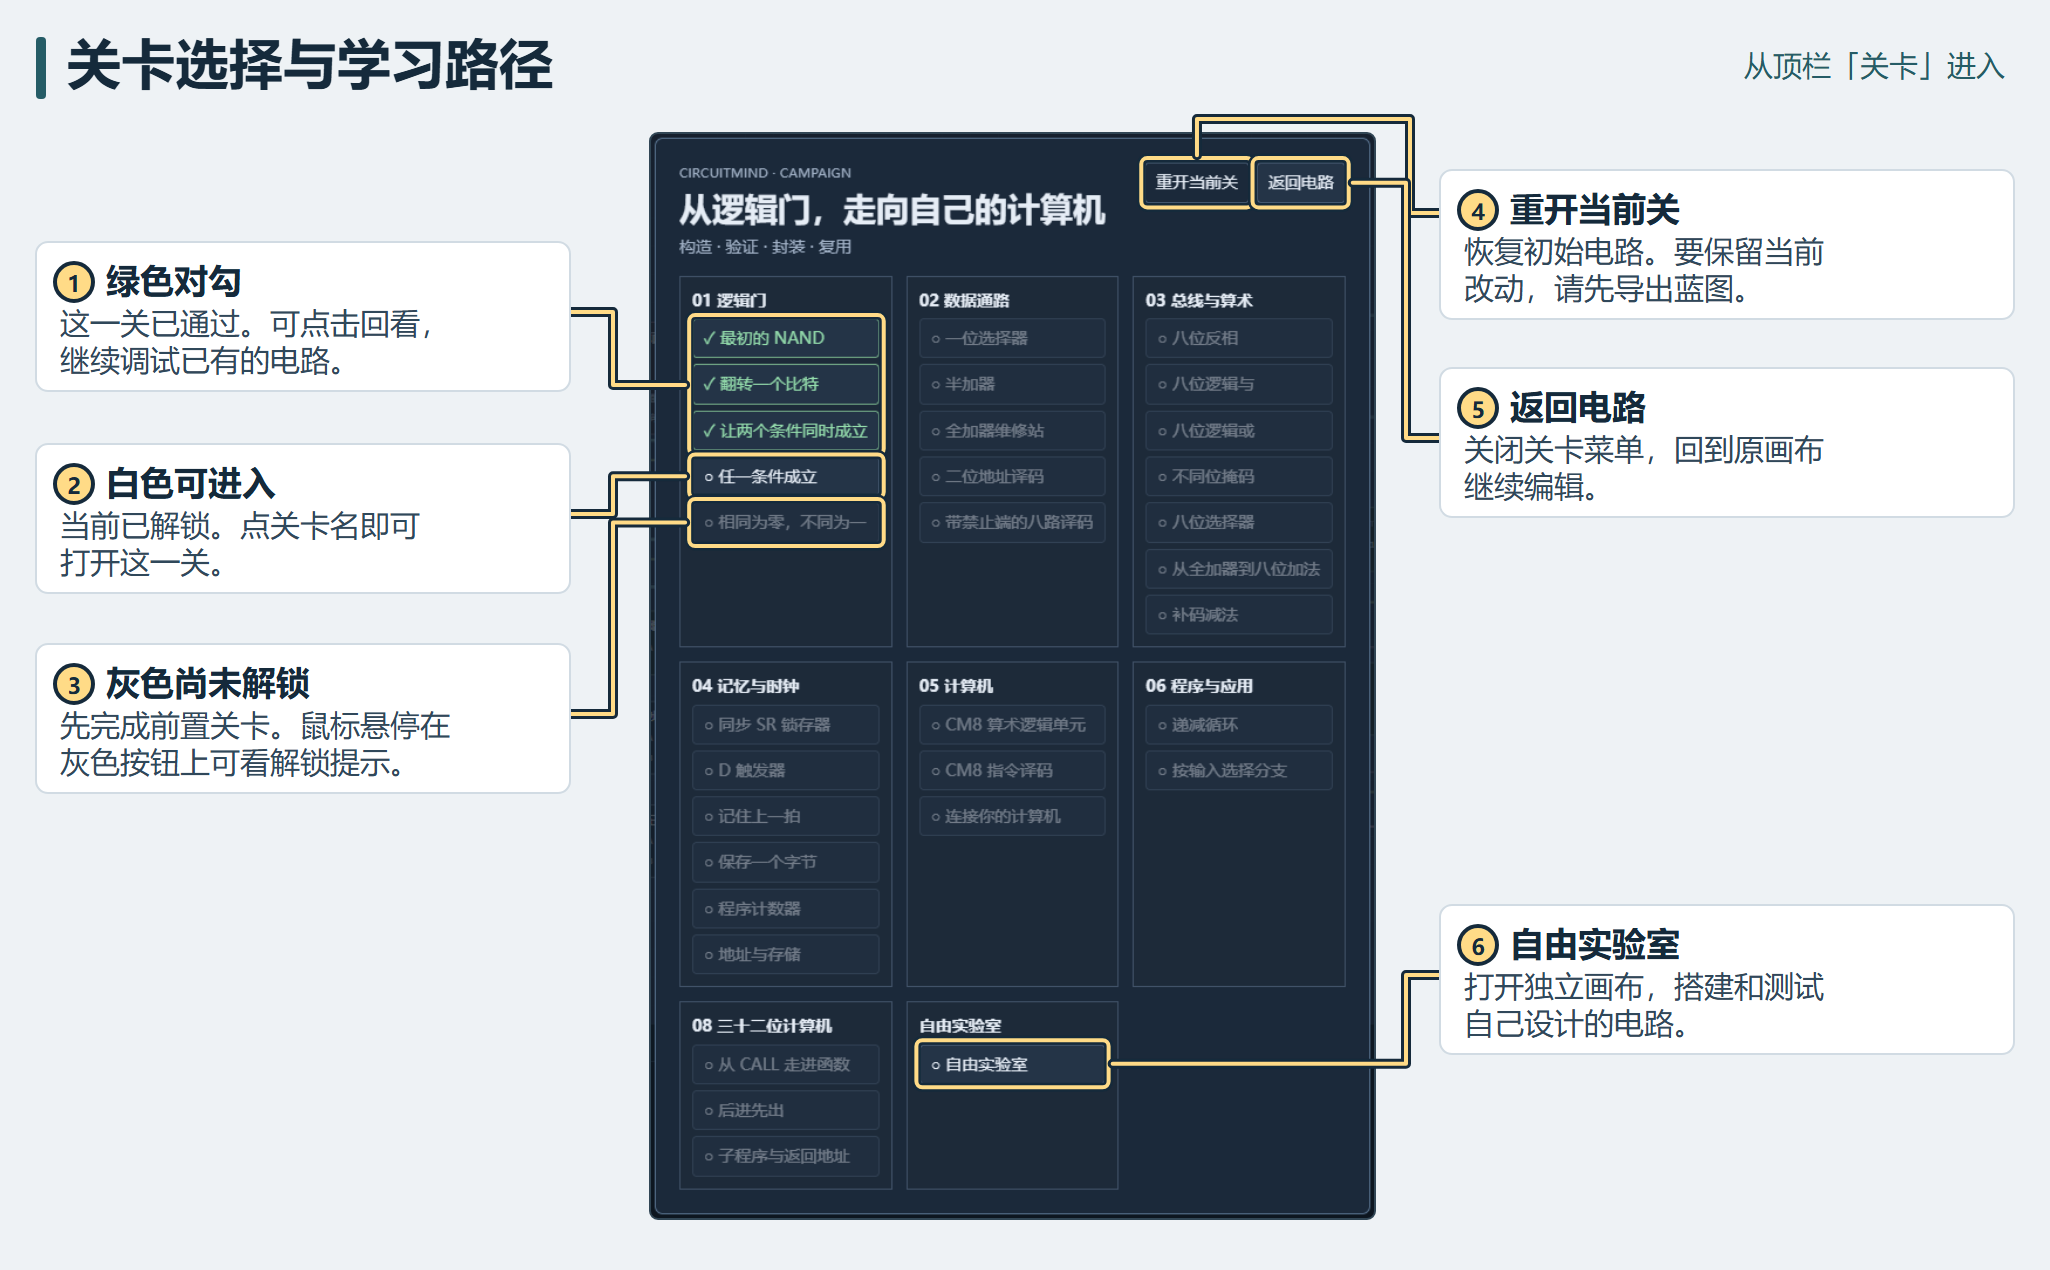 关卡选择与学习路径
从顶栏「关卡」进入
1 绿色对勾
这一关已通过。可点击回看，
继续调试已有的电路。
2 白色可进入
当前已解锁。点关卡名即可
打开这一关。
3 灰色尚未解锁
先完成前置关卡。鼠标悬停在
灰色按钮上可看解锁提示。
CIRCUITMIND · CAMPAIGN
从逻辑门，走向自己的计算机
构造 · 验证 · 封装 · 复用
重开当前关
返回电路
01 逻辑门
✓ 最初的 NAND
✓ 翻转一个比特
✓ 让两个条件同时成立
○ 任一条件成立
○ 相同为零，不同为一
02 数据通路
○ 一位选择器
○ 半加器
○ 全加器维修站
○ 二位地址译码
○ 带禁止端的八路译码
03 总线与算术
○ 八位反相
○ 八位逻辑与
○ 八位逻辑或
○ 不同位掩码
○ 八位选择器
○ 从全加器到八位加法
○ 补码减法
04 记忆与时钟
○ 同步 SR 锁存器
○ D 触发器
○ 记住上一拍
○ 保存一个字节
○ 程序计数器
○ 地址与存储
05 计算机
○ CM8 算术逻辑单元
○ CM8 指令译码
○ 连接你的计算机
06 程序与应用
○ 递减循环
○ 按输入选择分支
08 三十二位计算机
○ 从 CALL 走进函数
○ 后进先出
○ 子程序与返回地址
自由实验室
○ 自由实验室
4 重开当前关
恢复初始电路。要保留当前
改动，请先导出蓝图。
5 返回电路
关闭关卡菜单，回到原画布
继续编辑。
6 自由实验室
打开独立画布，搭建和测试
自己设计的电路。